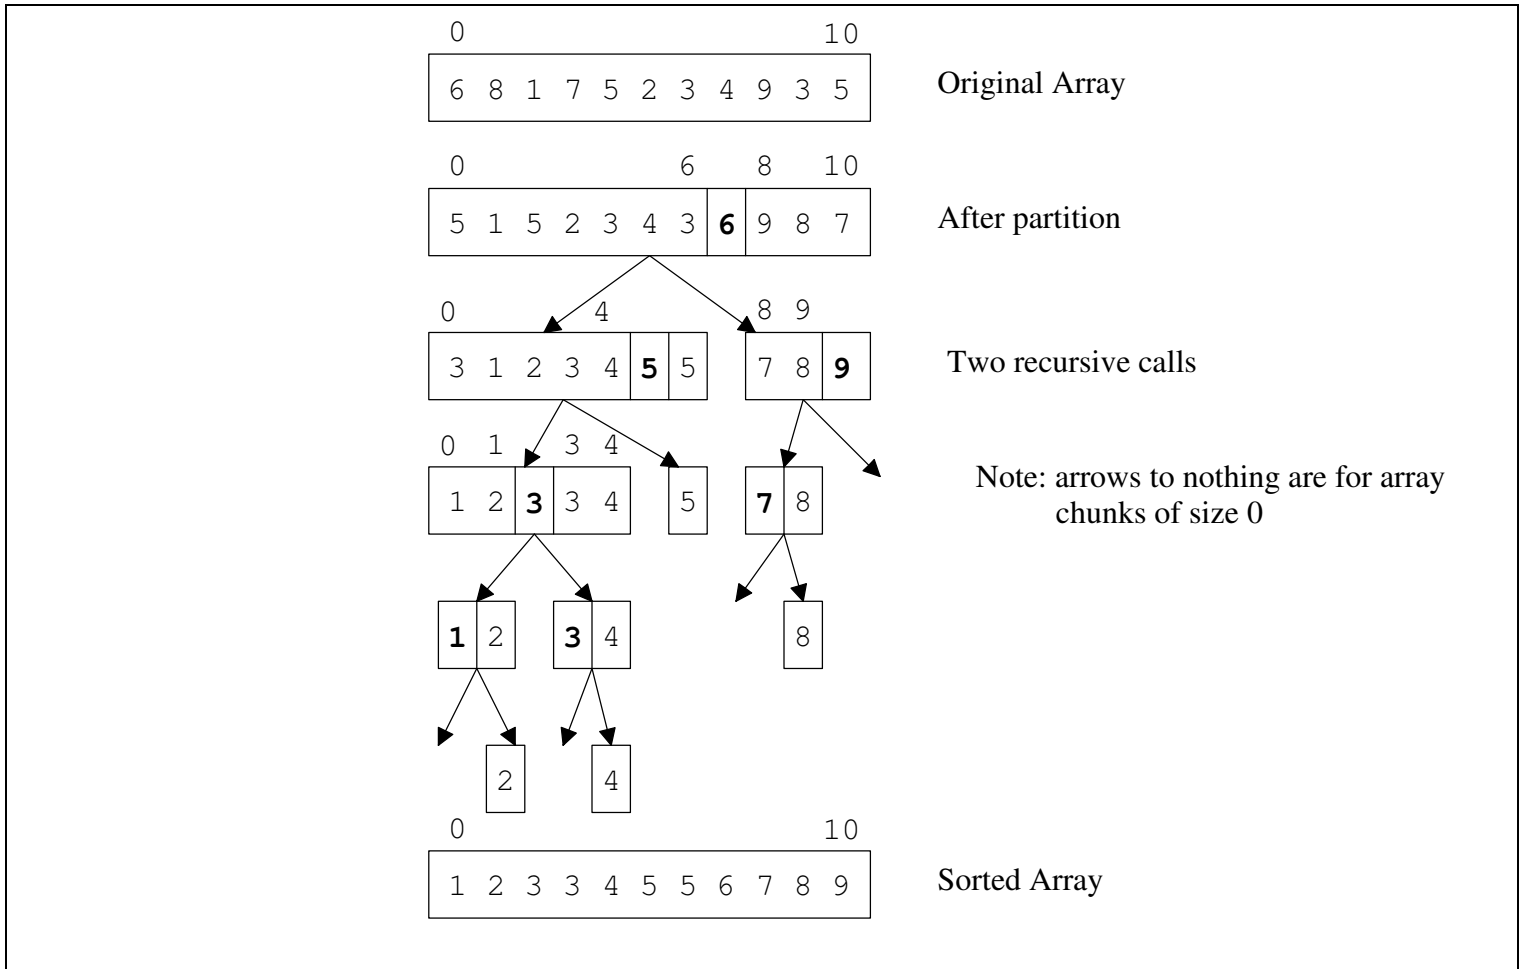 0 10
6 8 1 7 5 2 3 4 9 3 5 Original Array
0 6 8 10
5 1 5 2 3 4 3 6 9 8 7 After partition
0 4 8 9
3 1 2 3 4 5 5 7 8 9 Two recursive calls
0 1 3 4
1 2 3 3 4 5 7 8 Note: arrows to nothing are for array
chunks of size 0
1 2 3 4 8
2 4
0 10
1 2 3 3 4 5 5 6 7 8 9 Sorted Array